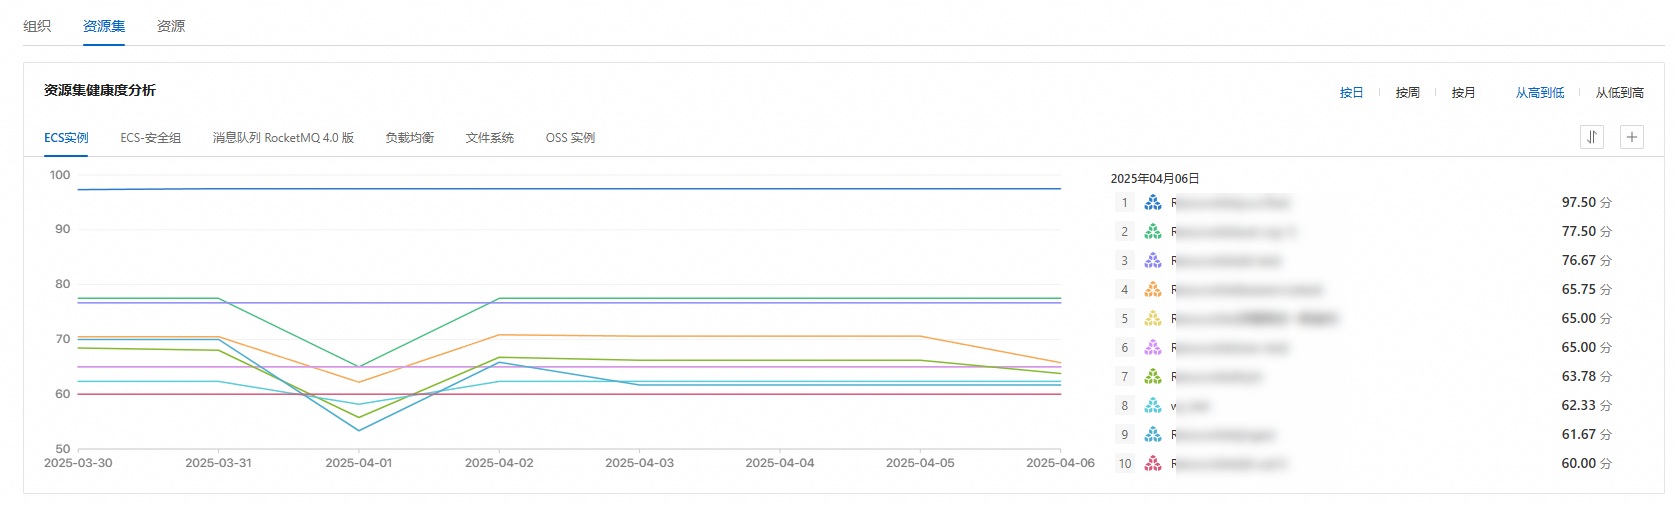 组织 资源集 资源
资源集健康度分析 按日 按周 按月 从高到低 从低到高
ECS实例 ECS-安全组 消息队列 RocketMQ 4.0 版 负载均衡 文件系统 OSS 实例
100
90
80
70
60
50
2025-03-30 2025-03-31 2025-04-01 2025-04-02 2025-04-03 2025-04-04 2025-04-05 2025-04-06
2025年04月06日
1 R 97.50 分
2 R 77.50 分
3 R 76.67 分
4 R 65.75 分
5 R 65.00 分
6 R 65.00 分
7 R 63.78 分
8 w 62.33 分
9 R 61.67 分
10 R 60.00 分